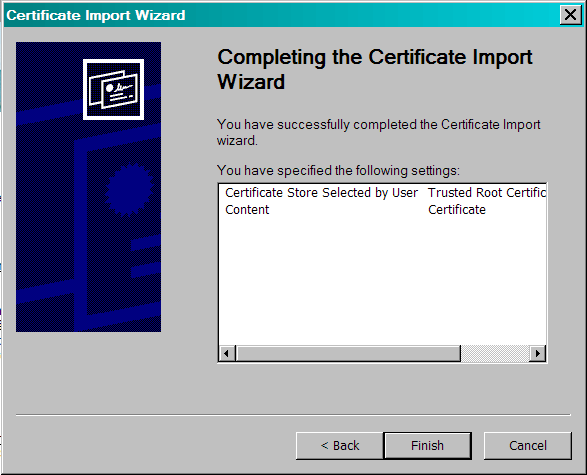 Certificate Import Wizard
Completing the Certificate Import
Wizard
You have successfully completed the Certificate Import
wizard.
You have specified the following settings:
Certificate Store Selected by User Trusted Root Certific
Content Certificate
< Back Finish Cancel